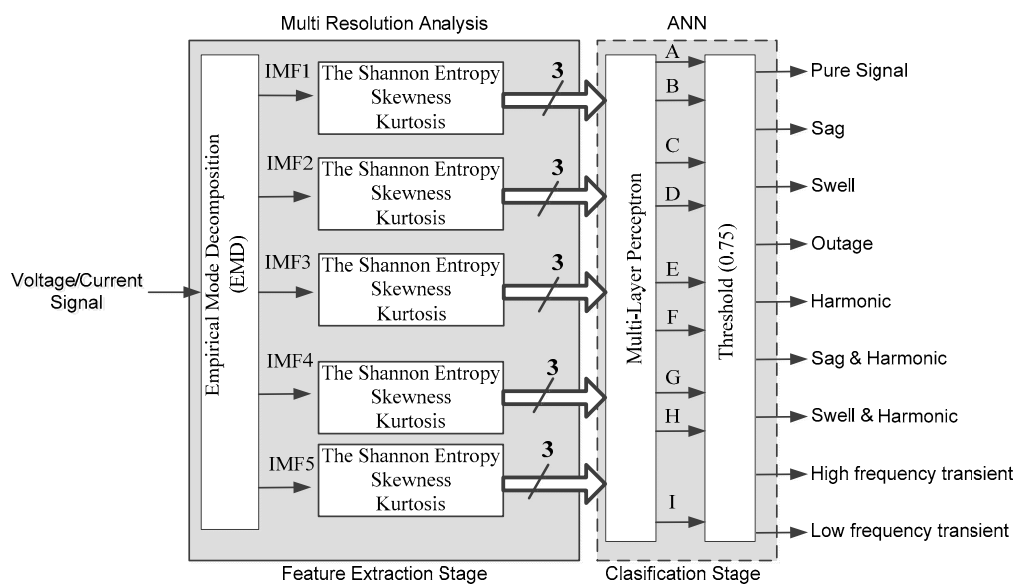 Multi Resolution Analysis
ANN
Voltage/Current
Signal
Empirical Mode Decomposition
(EMD)
IMF1
The Shannon Entropy
Skewness
Kurtosis
3
IMF2
The Shannon Entropy
Skewness
Kurtosis
3
IMF3
The Shannon Entropy
Skewness
Kurtosis
3
IMF4
The Shannon Entropy
Skewness
Kurtosis
3
IMF5
The Shannon Entropy
Skewness
Kurtosis
3
Multi-Layer Perceptron
A
B
C
D
E
F
G
H
I
Threshold (0.75)
Pure Signal
Sag
Swell
Outage
Harmonic
Sag & Harmonic
Swell & Harmonic
High frequency transient
Low frequency transient
Feature Extraction Stage
Clasification Stage